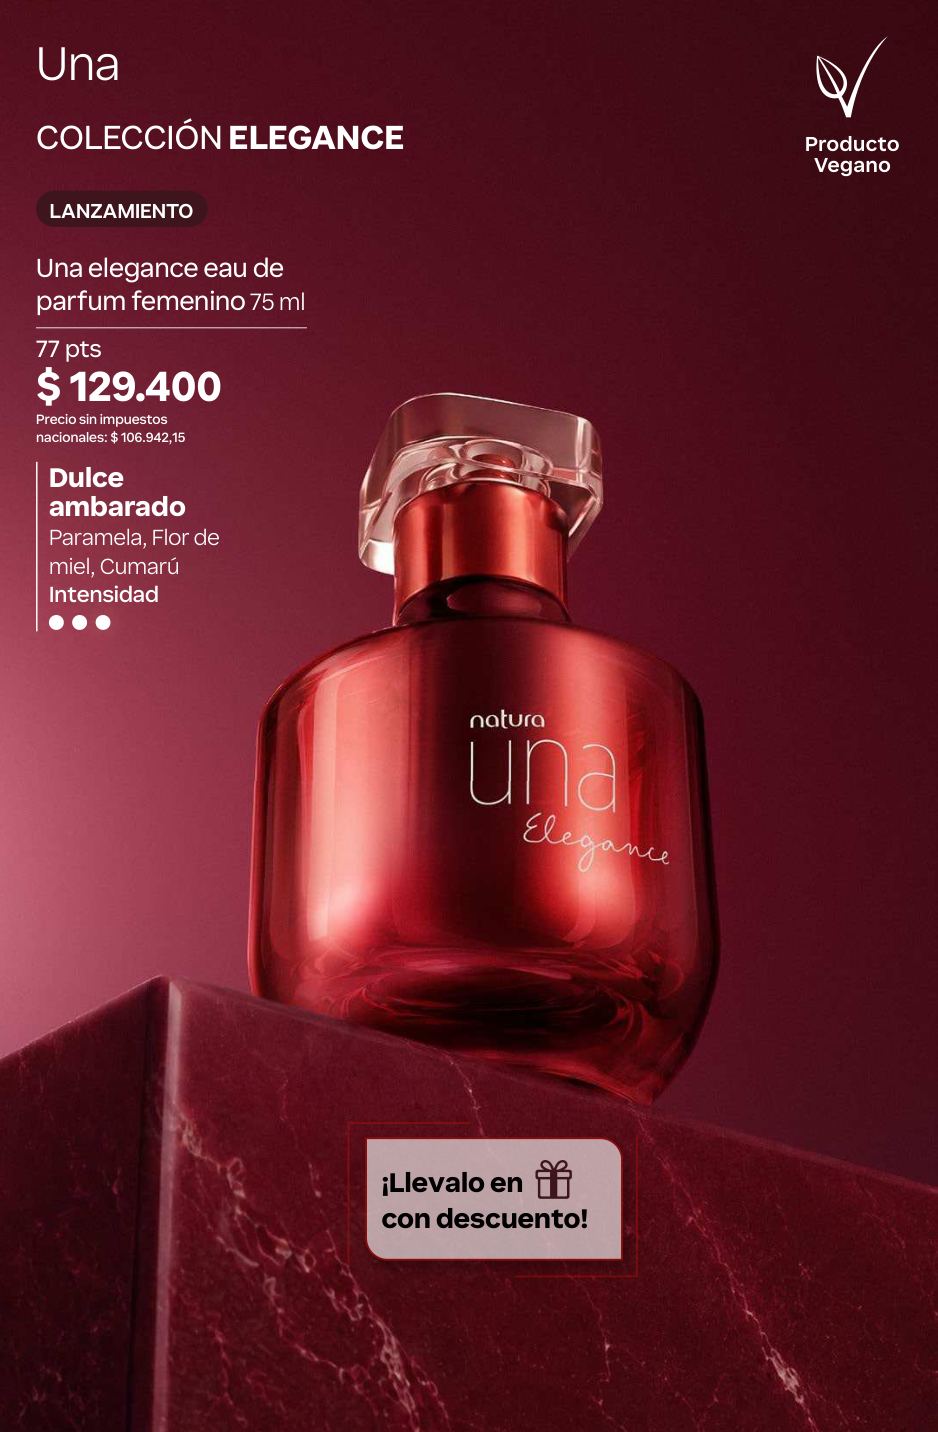 Una
COLECCIÓN ELEGANCE
Producto
Vegano
LANZAMIENTO
Una elegance eau de
parfum femenino 75 ml
77 pts
$ 129.400
Precio sin impuestos
nacionales: $ 106.942,15
Dulce
ambarado
Paramela, Flor de
miel, Cumarú
Intensidad
natura
una
Elegance
¡Llevalo en
con descuento!